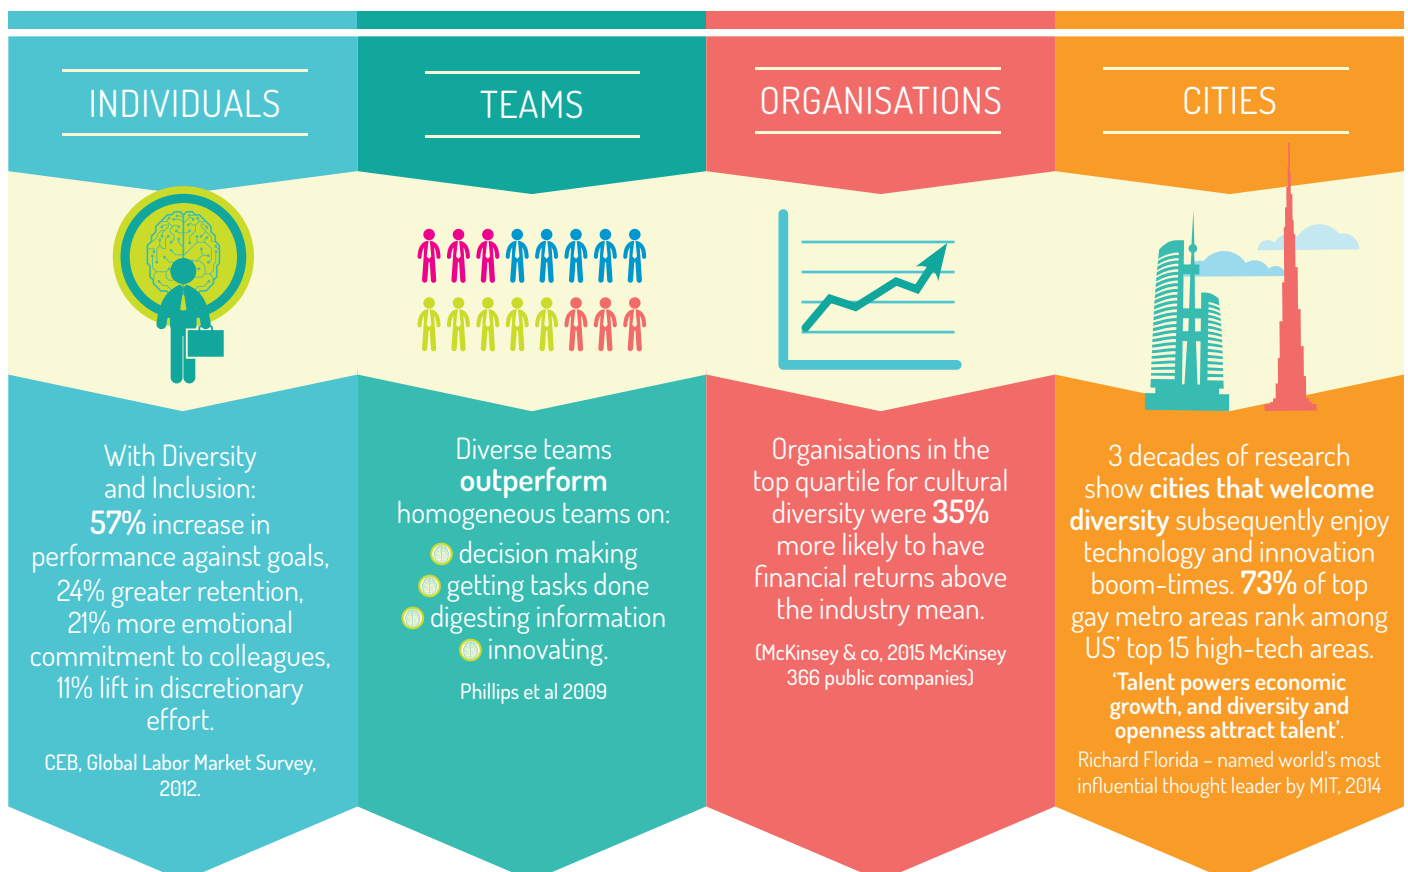 INDIVIDUALS
With Diversity
and Inclusion:
57% increase in
performance against goals,
24% greater retention,
21% more emotional
commitment to colleagues,
11% lift in discretionary
effort.
CEB, Global Labor Market Survey,
2012.
TEAMS
Diverse teams
outperform
homogeneous teams on:
decision making
getting tasks done
digesting information
innovating.
Phillips et al 2009
ORGANISATIONS
Organisations in the
top quartile for cultural
diversity were 35%
more likely to have
financial returns above
the industry mean.
(McKinsey & co, 2015 McKinsey
366 public companies)
CITIES
3 decades of research
show cities that welcome
diversity subsequently enjoy
technology and innovation
boom-times. 73% of top
gay metro areas rank among
US' top 15 high-tech areas.
'Talent powers economic
growth, and diversity and
openness attract talent'.
Richard Florida – named world's most
influential thought leader by MIT, 2014